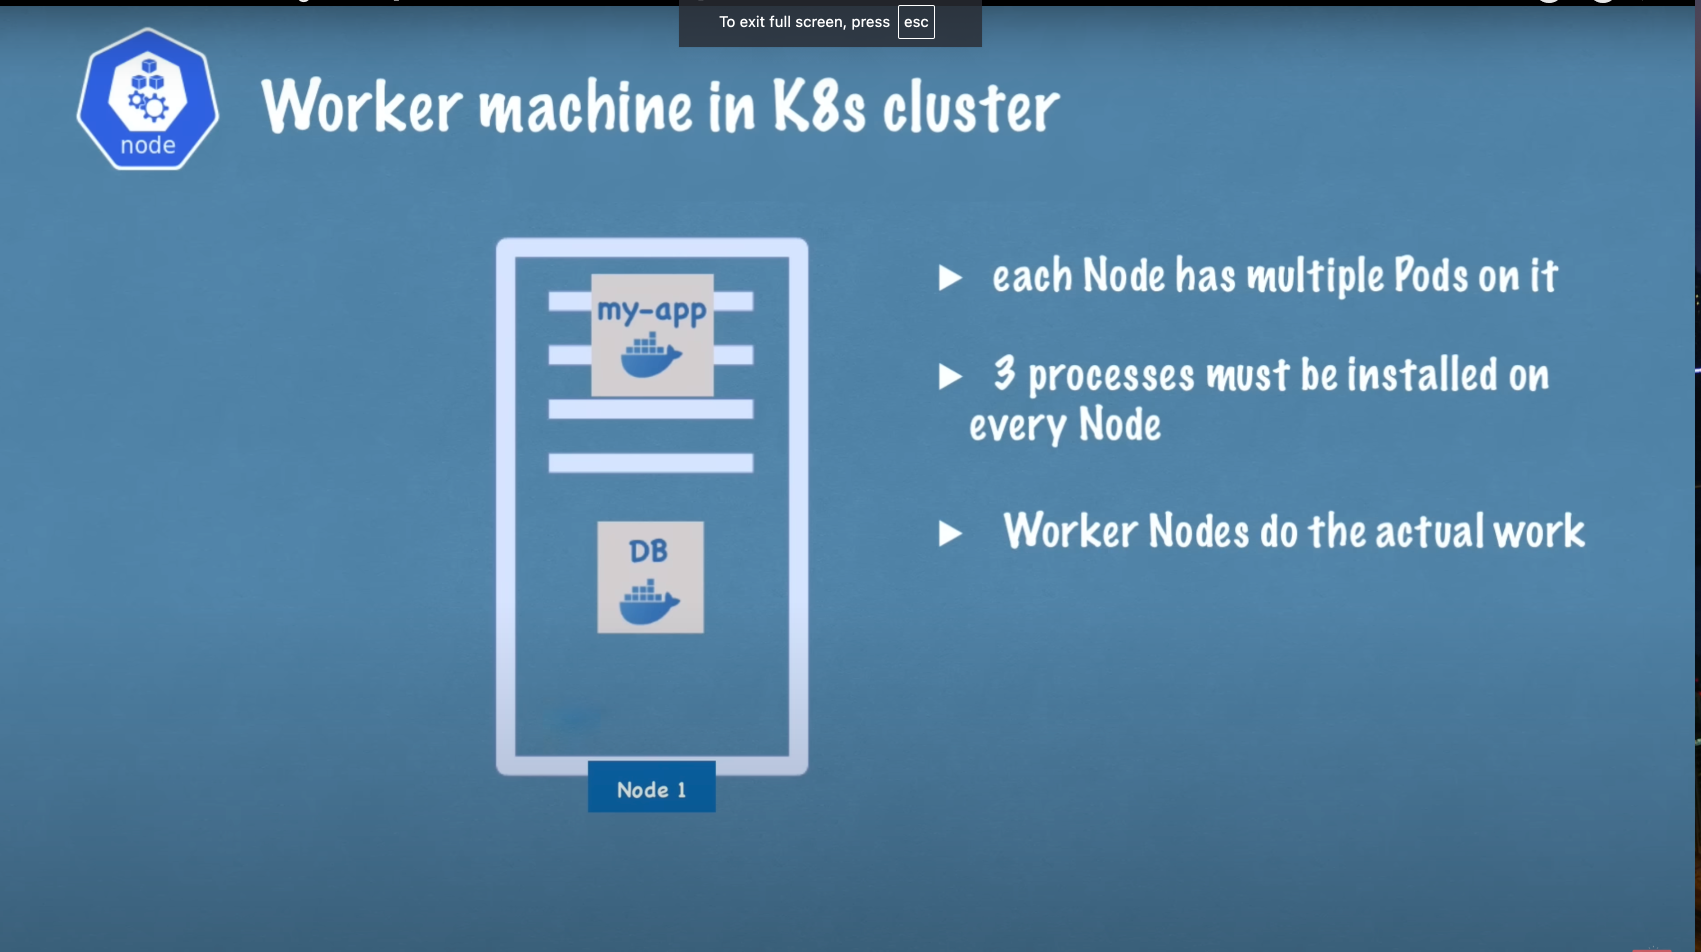 To exit full screen, press esc
node
Worker machine in K8s cluster
my-app
DB
Node 1
each Node has multiple Pods on it
3 processes must be installed on
every Node
Worker Nodes do the actual work